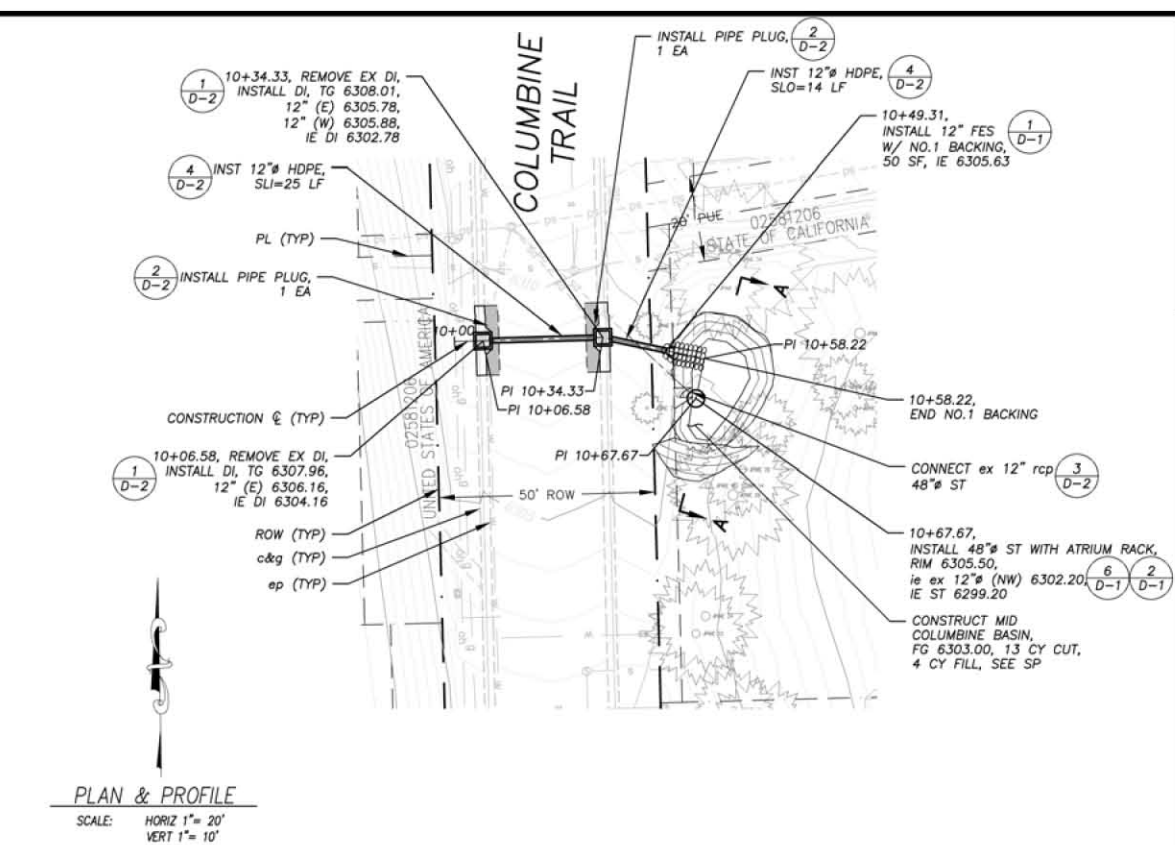 COLUMBINE
TRAIL
INSTALL PIPE PLUG,
1 EA
2
D-2
INST 12"ø HDPE,
SLO=14 LF
4
D-2
1
D-2
10+34.33, REMOVE EX DI,
INSTALL DI, TG 6308.01,
12" (E) 6305.78,
12" (W) 6305.88,
IE DI 6302.78
10+49.31,
INSTALL 12" FES
W/ NO.1 BACKING,
50 SF, IE 6305.63
1
D-1
4
D-2
INST 12"ø HDPE,
SLI=25 LF
20' PUE
02581206
STATE OF CALIFORNIA
PL (TYP)
2
D-2
INSTALL PIPE PLUG,
1 EA
A
10+00
PI 10+58.22
PI 10+34.33
PI 10+06.58
02581206
UNITED STATES OF AMERICA
10+58.22,
END NO.1 BACKING
CONSTRUCTION ℄ (TYP)
PI 10+67.67
1
D-2
10+06.58, REMOVE EX DI,
INSTALL DI, TG 6307.96,
12" (E) 6306.16,
IE DI 6304.16
CONNECT ex 12" rcp
48"ø ST
3
D-2
50' ROW
A
ROW (TYP)
c&g (TYP)
ep (TYP)
10+67.67,
INSTALL 48"ø ST WITH ATRIUM RACK,
RIM 6305.50,
ie ex 12"ø (NW) 6302.20,
IE ST 6299.20
6
D-1
2
D-1
CONSTRUCT MID
COLUMBINE BASIN,
FG 6303.00, 13 CY CUT,
4 CY FILL, SEE SP
PLAN & PROFILE
SCALE: HORIZ 1"= 20'
VERT 1"= 10'